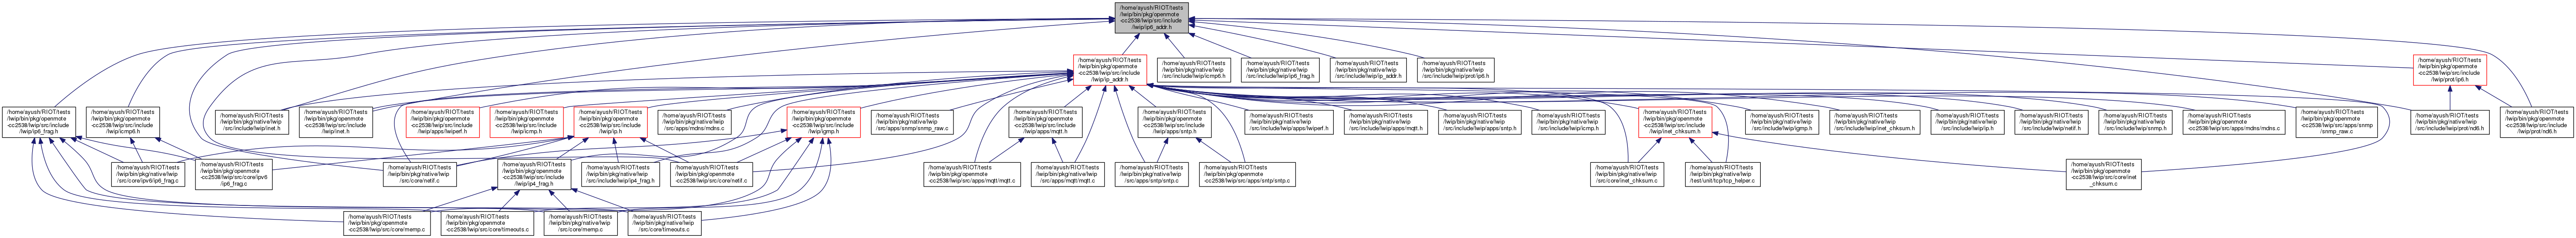 /home/ayush/RIOT/tests
/lwip/bin/pkg/openmote
-cc2538/lwip/src/include
/lwip/ip6_addr.h
/home/ayush/RIOT/tests
/lwip/bin/pkg/openmote
-cc2538/lwip/src/include
/lwip/ip_addr.h
/home/ayush/RIOT/tests
/lwip/bin/pkg/native/lwip
/src/include/lwip/icmp6.h
/home/ayush/RIOT/tests
/lwip/bin/pkg/native/lwip
/src/include/lwip/ip6_frag.h
/home/ayush/RIOT/tests
/lwip/bin/pkg/native/lwip
/src/include/lwip/ip_addr.h
/home/ayush/RIOT/tests
/lwip/bin/pkg/native/lwip
/src/include/lwip/prot/ip6.h
/home/ayush/RIOT/tests
/lwip/bin/pkg/openmote
-cc2538/lwip/src/include
/lwip/prot/ip6.h
/home/ayush/RIOT/tests
/lwip/bin/pkg/openmote
-cc2538/lwip/src/include
/lwip/ip6_frag.h
/home/ayush/RIOT/tests
/lwip/bin/pkg/openmote
-cc2538/lwip/src/include
/lwip/icmp6.h
/home/ayush/RIOT/tests
/lwip/bin/pkg/native/lwip
/src/include/lwip/inet.h
/home/ayush/RIOT/tests
/lwip/bin/pkg/openmote
-cc2538/lwip/src/include
/lwip/inet.h
/home/ayush/RIOT/tests
/lwip/bin/pkg/openmote
-cc2538/lwip/src/include
/lwip/apps/lwiperf.h
/home/ayush/RIOT/tests
/lwip/bin/pkg/openmote
-cc2538/lwip/src/include
/lwip/icmp.h
/home/ayush/RIOT/tests
/lwip/bin/pkg/openmote
-cc2538/lwip/src/include
/lwip/ip.h
/home/ayush/RIOT/tests
/lwip/bin/pkg/native/lwip
/src/apps/mdns/mdns.c
/home/ayush/RIOT/tests
/lwip/bin/pkg/openmote
-cc2538/lwip/src/include
/lwip/igmp.h
/home/ayush/RIOT/tests
/lwip/bin/pkg/native/lwip
/src/apps/snmp/snmp_raw.c
/home/ayush/RIOT/tests
/lwip/bin/pkg/openmote
-cc2538/lwip/src/include
/lwip/apps/mqtt.h
/home/ayush/RIOT/tests
/lwip/bin/pkg/openmote
-cc2538/lwip/src/include
/lwip/apps/sntp.h
/home/ayush/RIOT/tests
/lwip/bin/pkg/native/lwip
/src/include/lwip/apps/lwiperf.h
/home/ayush/RIOT/tests
/lwip/bin/pkg/native/lwip
/src/include/lwip/apps/mqtt.h
/home/ayush/RIOT/tests
/lwip/bin/pkg/native/lwip
/src/include/lwip/apps/sntp.h
/home/ayush/RIOT/tests
/lwip/bin/pkg/native/lwip
/src/include/lwip/icmp.h
/home/ayush/RIOT/tests
/lwip/bin/pkg/openmote
-cc2538/lwip/src/include
/lwip/inet_chksum.h
/home/ayush/RIOT/tests
/lwip/bin/pkg/native/lwip
/src/include/lwip/igmp.h
/home/ayush/RIOT/tests
/lwip/bin/pkg/native/lwip
/src/include/lwip/inet_chksum.h
/home/ayush/RIOT/tests
/lwip/bin/pkg/native/lwip
/src/include/lwip/ip.h
/home/ayush/RIOT/tests
/lwip/bin/pkg/native/lwip
/src/include/lwip/netif.h
/home/ayush/RIOT/tests
/lwip/bin/pkg/native/lwip
/src/include/lwip/snmp.h
/home/ayush/RIOT/tests
/lwip/bin/pkg/openmote
-cc2538/lwip/src/apps/mdns/mdns.c
/home/ayush/RIOT/tests
/lwip/bin/pkg/openmote
-cc2538/lwip/src/apps/snmp
/snmp_raw.c
/home/ayush/RIOT/tests
/lwip/bin/pkg/native/lwip
/src/include/lwip/prot/nd6.h
/home/ayush/RIOT/tests
/lwip/bin/pkg/openmote
-cc2538/lwip/src/include
/lwip/prot/nd6.h
/home/ayush/RIOT/tests
/lwip/bin/pkg/native/lwip
/src/core/ipv6/ip6_frag.c
/home/ayush/RIOT/tests
/lwip/bin/pkg/openmote
-cc2538/lwip/src/core/ipv6
/ip6_frag.c
/home/ayush/RIOT/tests
/lwip/bin/pkg/native/lwip
/src/core/netif.c
/home/ayush/RIOT/tests
/lwip/bin/pkg/openmote
-cc2538/lwip/src/include
/lwip/ip4_frag.h
/home/ayush/RIOT/tests
/lwip/bin/pkg/native/lwip
/src/include/lwip/ip4_frag.h
/home/ayush/RIOT/tests
/lwip/bin/pkg/openmote
-cc2538/lwip/src/core/netif.c
/home/ayush/RIOT/tests
/lwip/bin/pkg/openmote
-cc2538/lwip/src/apps/mqtt/mqtt.c
/home/ayush/RIOT/tests
/lwip/bin/pkg/native/lwip
/src/apps/mqtt/mqtt.c
/home/ayush/RIOT/tests
/lwip/bin/pkg/native/lwip
/src/apps/sntp/sntp.c
/home/ayush/RIOT/tests
/lwip/bin/pkg/openmote
-cc2538/lwip/src/apps/sntp/sntp.c
/home/ayush/RIOT/tests
/lwip/bin/pkg/native/lwip
/src/core/inet_chksum.c
/home/ayush/RIOT/tests
/lwip/bin/pkg/native/lwip
/test/unit/tcp/tcp_helper.c
/home/ayush/RIOT/tests
/lwip/bin/pkg/openmote
-cc2538/lwip/src/core/inet
_chksum.c
/home/ayush/RIOT/tests
/lwip/bin/pkg/openmote
-cc2538/lwip/src/core/memp.c
/home/ayush/RIOT/tests
/lwip/bin/pkg/openmote
-cc2538/lwip/src/core/timeouts.c
/home/ayush/RIOT/tests
/lwip/bin/pkg/native/lwip
/src/core/memp.c
/home/ayush/RIOT/tests
/lwip/bin/pkg/native/lwip
/src/core/timeouts.c